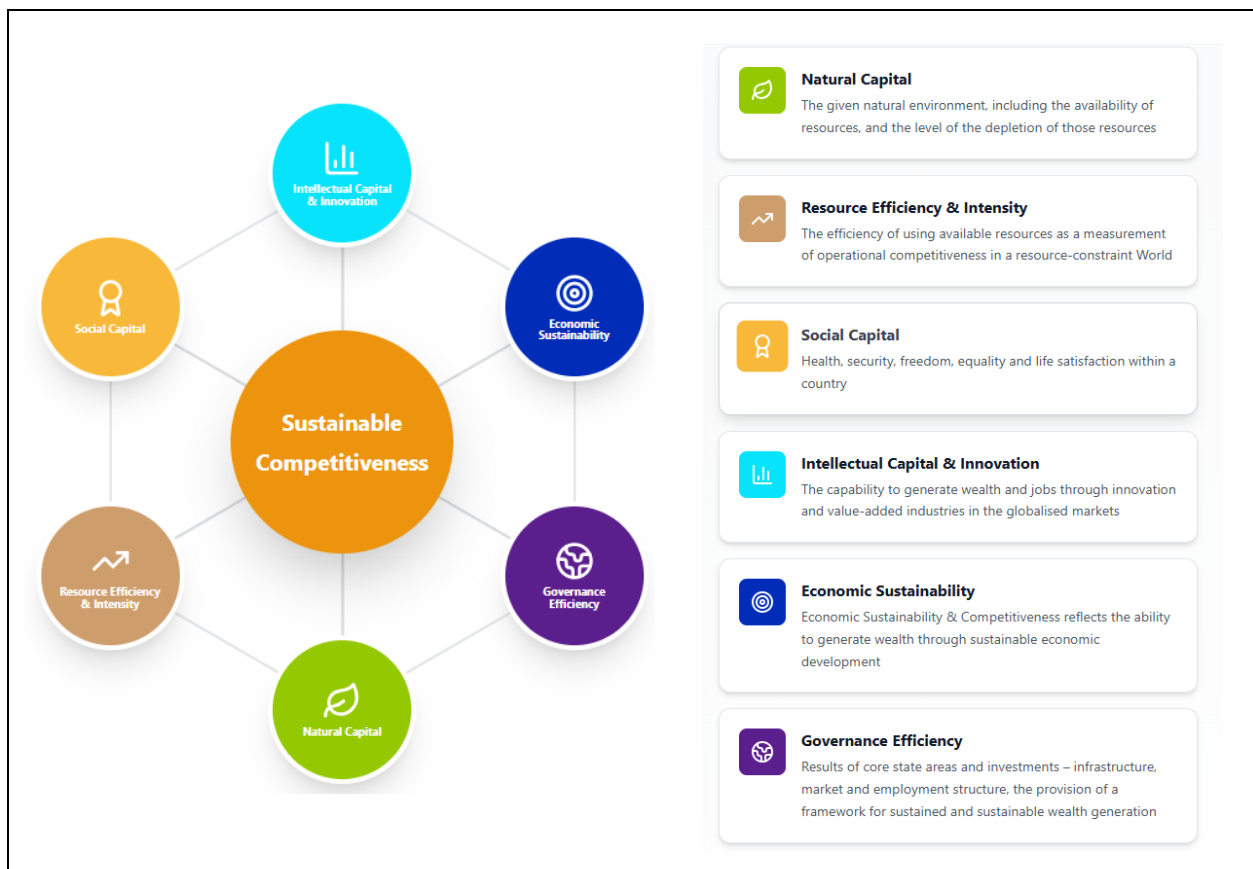 Intellectual Capital
& Innovation
Social Capital
Economic
Sustainability
Sustainable
Competitiveness
Resource Efficiency
& Intensity
Governance
Efficiency
Natural Capital
Natural Capital
The given natural environment, including the availability of
resources, and the level of the depletion of those resources
Resource Efficiency & Intensity
The efficiency of using available resources as a measurement
of operational competitiveness in a resource-constraint World
Social Capital
Health, security, freedom, equality and life satisfaction within a
country
Intellectual Capital & Innovation
The capability to generate wealth and jobs through innovation
and value-added industries in the globalised markets
Economic Sustainability
Economic Sustainability & Competitiveness reflects the ability
to generate wealth through sustainable economic
development
Governance Efficiency
Results of core state areas and investments – infrastructure,
market and employment structure, the provision of a
framework for sustained and sustainable wealth generation